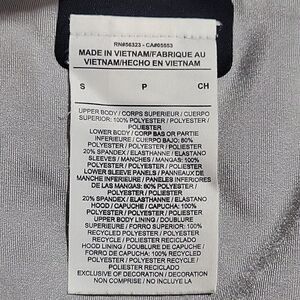 RN#56323 - CA#05553
MADE IN VIETNAM/FABRIQUE AU
VIETNAM/HECHO EN VIETNAM
S P CH
UPPER BODY / CORPS SUPERIEUR / CUERPO
SUPERIOR: 100% POLYESTER / POLYESTER /
POLIESTER
LOWER BODY / CORP BAS OR PARTIE
INFERIEURE / CUERPO BAJO: 80%
POLYESTER / POLYESTER / POLIESTER
20% SPANDEX / ELASTHANNE / ELASTANO
SLEEVES / MANCHES / MANGAS: 100%
POLYESTER / POLYESTER / POLIESTER
LOWER SLEEVE PANELS / PANNEAUX DE
MANCHE INFERIEURE / PANELES INFERIORES
DE LAS MANGAS: 80% POLYESTER /
POLYESTER / POLIESTER
20% SPANDEX / ELASTHANNE / ELASTANO
HOOD / CAPUCHE / CAPUCHA: 100%
POLYESTER / POLYESTER / POLIESTER
UPPER BODY LINING / DOUBLURE
SUPERIEURE / FORRO SUPERIOR: 100%
RECYCLED POLYESTER / POLYESTER
RECYCLE / POLIESTER RECICLADO
HOOD LINING / DOUBLURE DE CAPUCHE /
FORRO DE CAPUCHA: 100% RECYCLED
POLYESTER / POLYESTER RECYCLE /
POLIESTER RECICLADO
EXCLUSIVE OF DECORATION / DECORATION
NON COMPRISE / NO INCLUYE LA